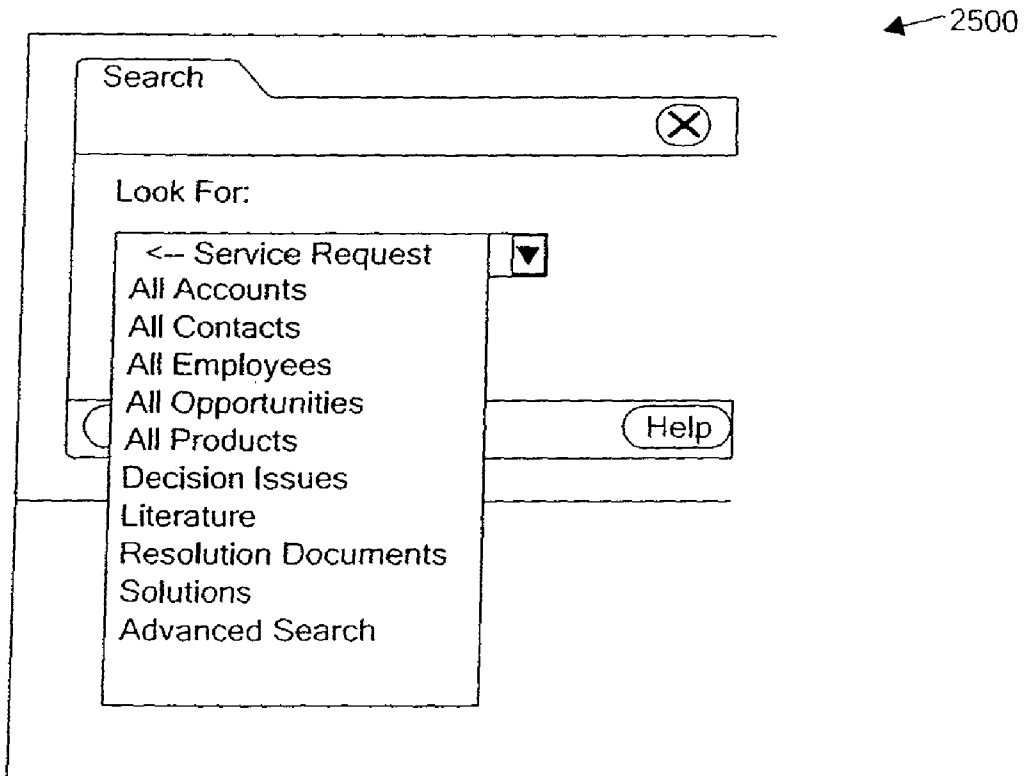 2500
Search
Look For:
<-- Service Request
All Accounts
All Contacts
All Employees
All Opportunities
All Products
Help
Decision Issues
Literature
Resolution Documents
Solutions
Advanced Search